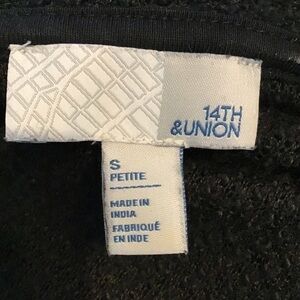 14TH
&UNION
S
PETITE
MADE IN
INDIA
FABRIQUÉ
EN INDE